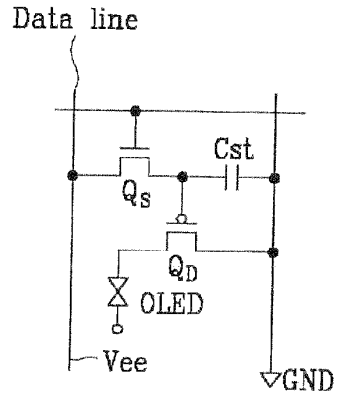 Data line
Cst
QS
QD
OLED
Vee
GND